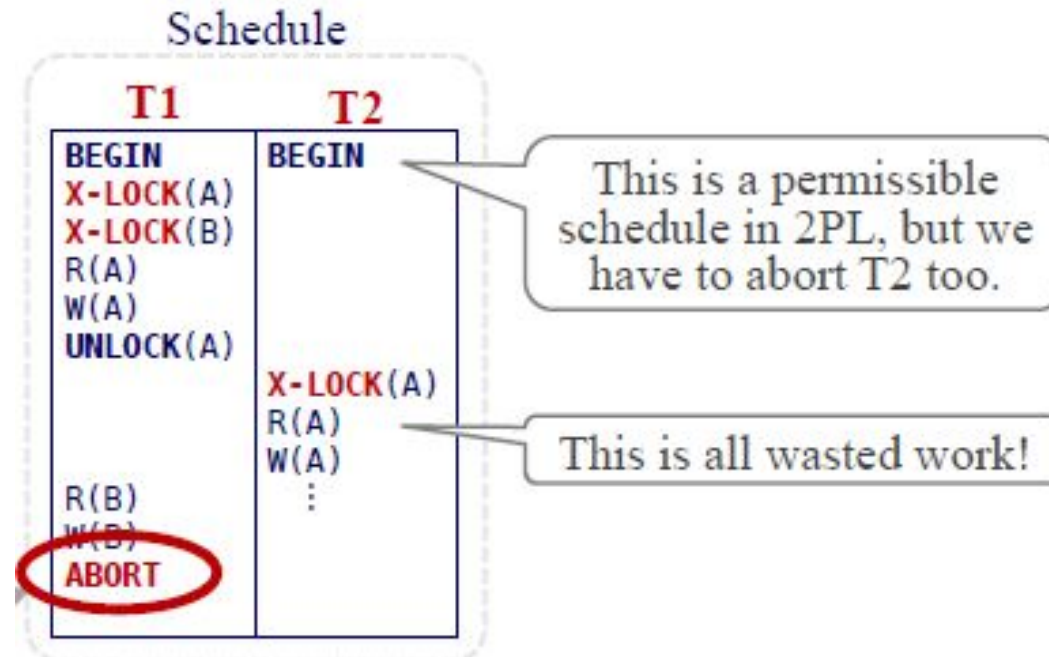 Schedule
T1 T2
BEGIN BEGIN
X-LOCK(A)
X-LOCK(B)
R(A)
W(A)
UNLOCK(A)
X-LOCK(A)
R(A)
W(A)
R(B) ⋮
W(B)
ABORT
This is a permissible
schedule in 2PL, but we
have to abort T2 too.
This is all wasted work!